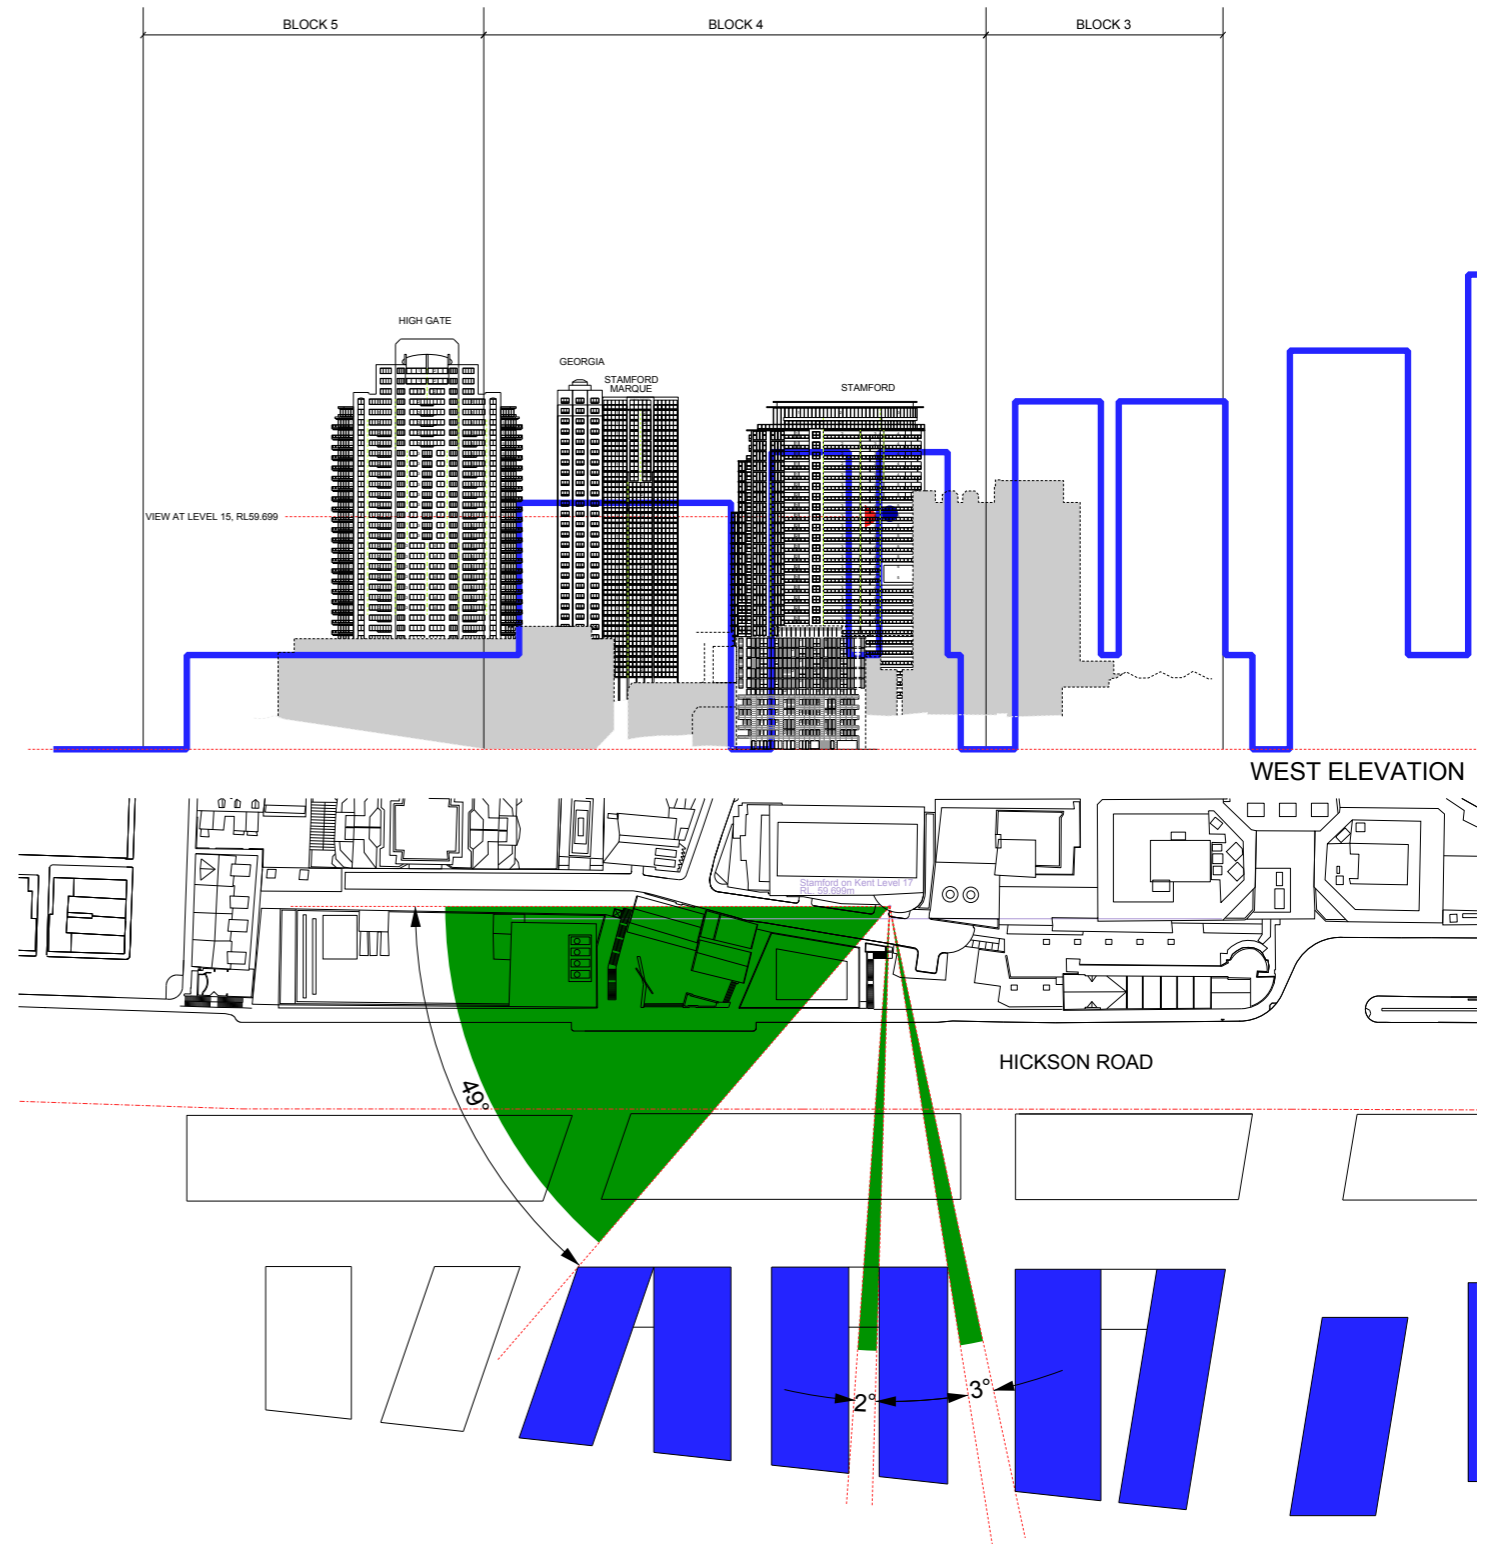 BLOCK 5
BLOCK 4
BLOCK 3
HIGH GATE
GEORGIA
STAMFORD
MARQUE
STAMFORD
VIEW AT LEVEL 15, RL59.699
WEST ELEVATION
Stamford on Kent Level 17
RL. 59.699m
HICKSON ROAD
49°
2°
3°